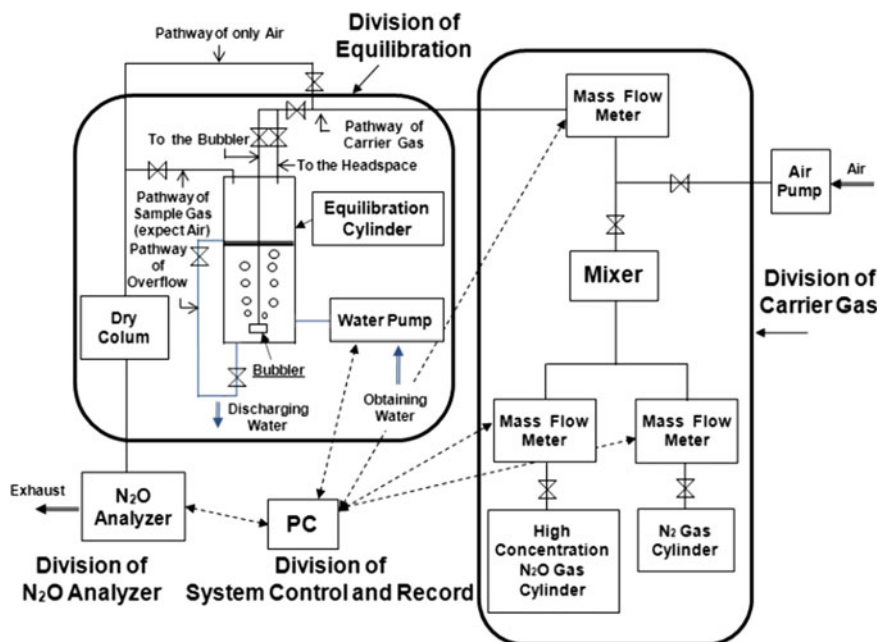 Pathway of only Air
Division of
Equilibration
To the Bubbler
Pathway of
Carrier Gas
To the Headspace
Pathway of
Sample Gas
(expect Air)
Pathway
of
Overflow
Equilibration
Cylinder
Dry
Colum
Water Pump
Bubbler
Discharging
Water
Obtaining
Water
Mass Flow
Meter
Air
Pump
Air
Mixer
Division of
Carrier Gas
Mass Flow
Meter
Mass Flow
Meter
High
Concentration
N2O Gas
Cylinder
N2 Gas
Cylinder
Exhaust
N2O
Analyzer
PC
Division of
N2O Analyzer
Division of
System Control and Record